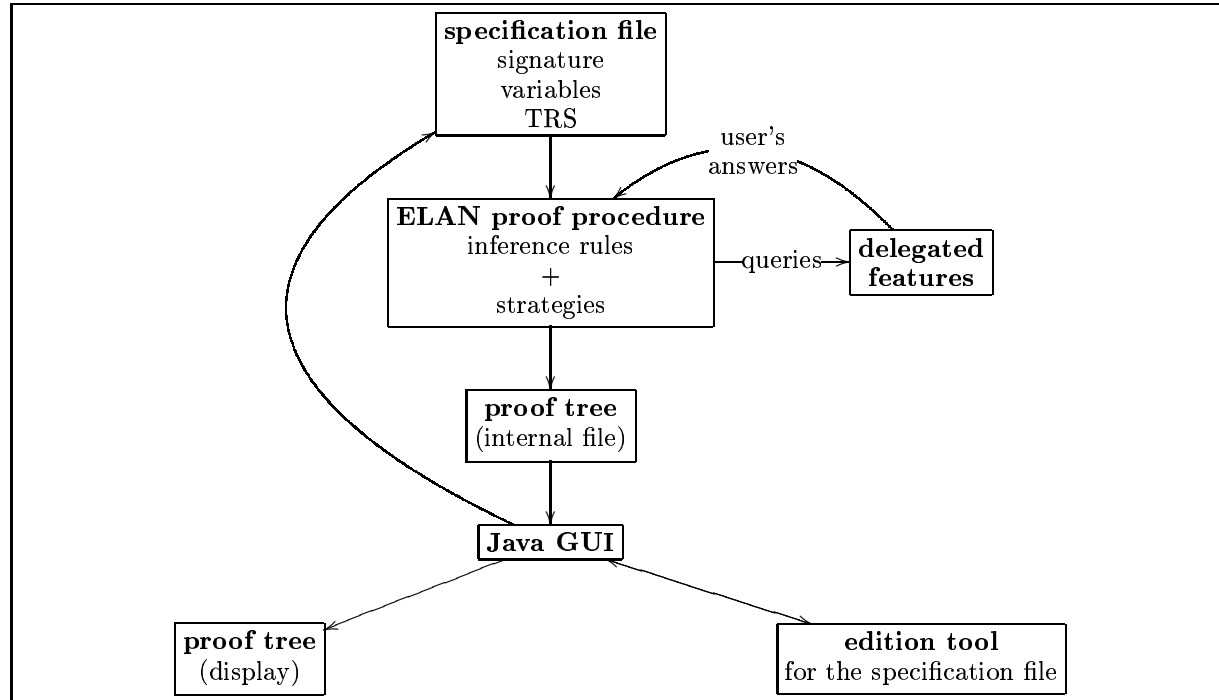 specification file
signature
variables
TRS
user's
answers
ELAN proof procedure
inference rules
+
strategies
queries
delegated
features
proof tree
(internal file)
Java GUI
proof tree
(display)
edition tool
for the specification file